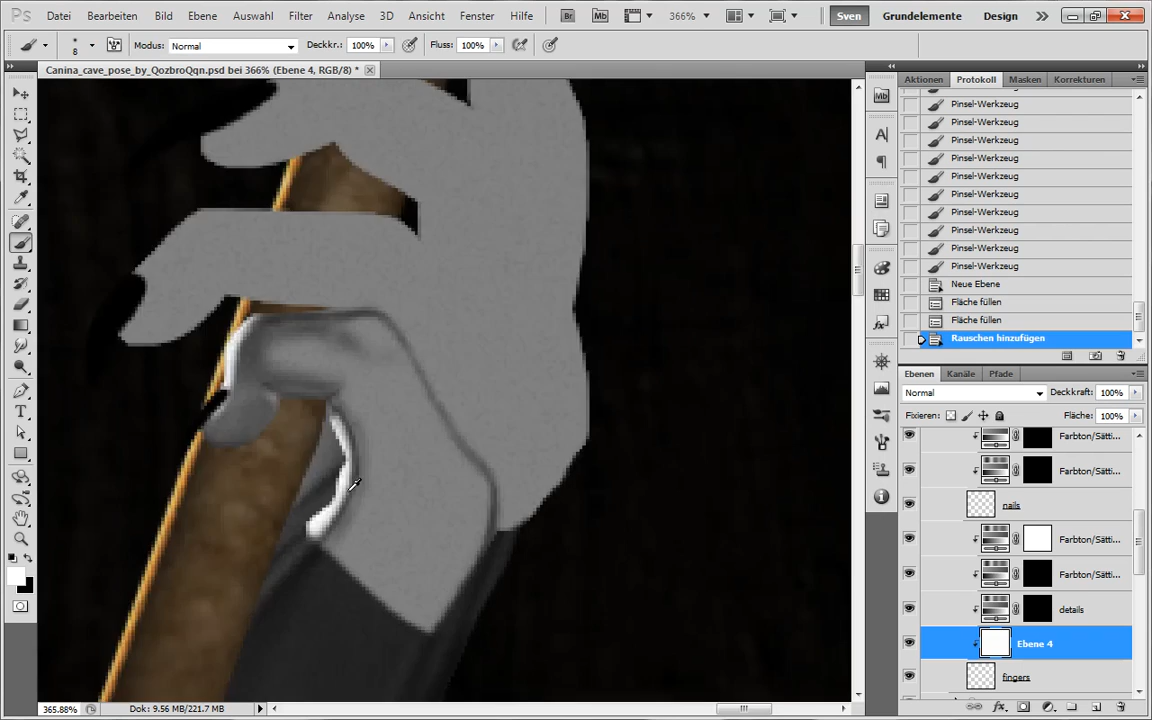 Ps Datei Bearbeiten Bild Ebene Auswahl Filter Analyse 3D Ansicht Fenster Hilfe Br Mb 366% Sven Grundelemente Design
8 Modus: Normal Deckkr.: 100% Fluss: 100%
Canina_cave_pose_by_QozbroQqn.psd bei 366% (Ebene 4, RGB/8) *
Aktionen Protokoll Masken Korrekturen
Mb
Pinsel-Werkzeug
Pinsel-Werkzeug
Pinsel-Werkzeug
Pinsel-Werkzeug
Pinsel-Werkzeug
Pinsel-Werkzeug
Pinsel-Werkzeug
Pinsel-Werkzeug
Pinsel-Werkzeug
Pinsel-Werkzeug
Neue Ebene
Fläche füllen
Fläche füllen
Rauschen hinzufügen
Ebenen Kanäle Pfade
Normal Deckkraft: 100%
Fixieren: Fläche: 100%
Farbton/Sätti...
Farbton/Sätti...
nails
Farbton/Sätti...
Farbton/Sätti...
details
Ebene 4
fingers
365.88% Dok: 9.56 MB/221.7 MB